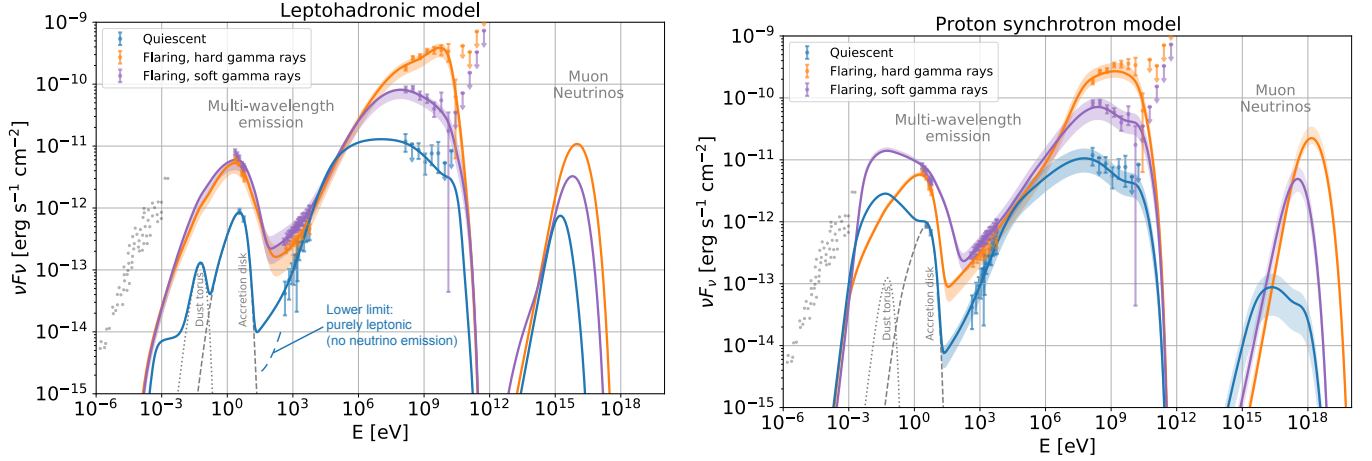 Leptohadronic model
10⁻⁹
10⁻¹⁰
10⁻¹¹
10⁻¹²
10⁻¹³
10⁻¹⁴
10⁻¹⁵
νFν [erg s⁻¹ cm⁻²]
Quiescent
Flaring, hard gamma rays
Flaring, soft gamma rays
Multi-wavelength
emission
Muon
Neutrinos
Dust torus
Accretion disk
Lower limit:
purely leptonic
(no neutrino emission)
10⁻⁶ 10⁻³ 10⁰ 10³ 10⁶ 10⁹ 10¹² 10¹⁵ 10¹⁸
E [eV]
Proton synchrotron model
10⁻⁹
10⁻¹⁰
10⁻¹¹
10⁻¹²
10⁻¹³
10⁻¹⁴
10⁻¹⁵
νFᵥ [erg s⁻¹ cm⁻²]
Quiescent
Flaring, hard gamma rays
Flaring, soft gamma rays
Multi-wavelength
emission
Muon
Neutrinos
Dust torus
Accretion disk
10⁻⁶ 10⁻³ 10⁰ 10³ 10⁶ 10⁹ 10¹² 10¹⁵ 10¹⁸
E [eV]